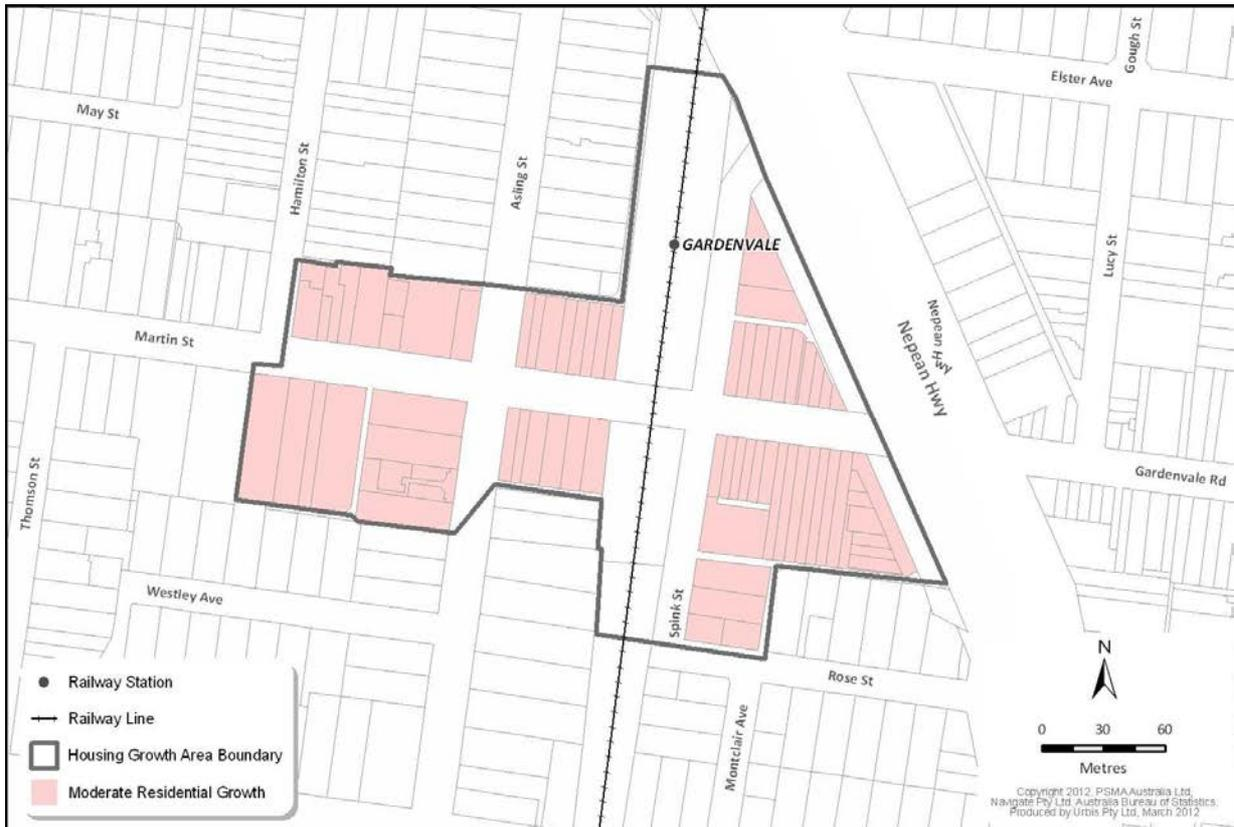 Gough St
Elster Ave
May St
Hamilton St
Asling St
GARDENVALE
Lucy St
Nepean Hwy
Nepean Hwy
Martin St
Thomson St
Gardenvale Rd
Westley Ave
Spink St
Rose St
Montclair Ave
Railway Station
Railway Line
Housing Growth Area Boundary
Moderate Residential Growth
N
0 30 60
Metres
Copyright 2012, PSMA Australia Ltd,
Navigate Pty Ltd, Australia Bureau of Statistics.
Produced by Urbis Pty Ltd, March 2012